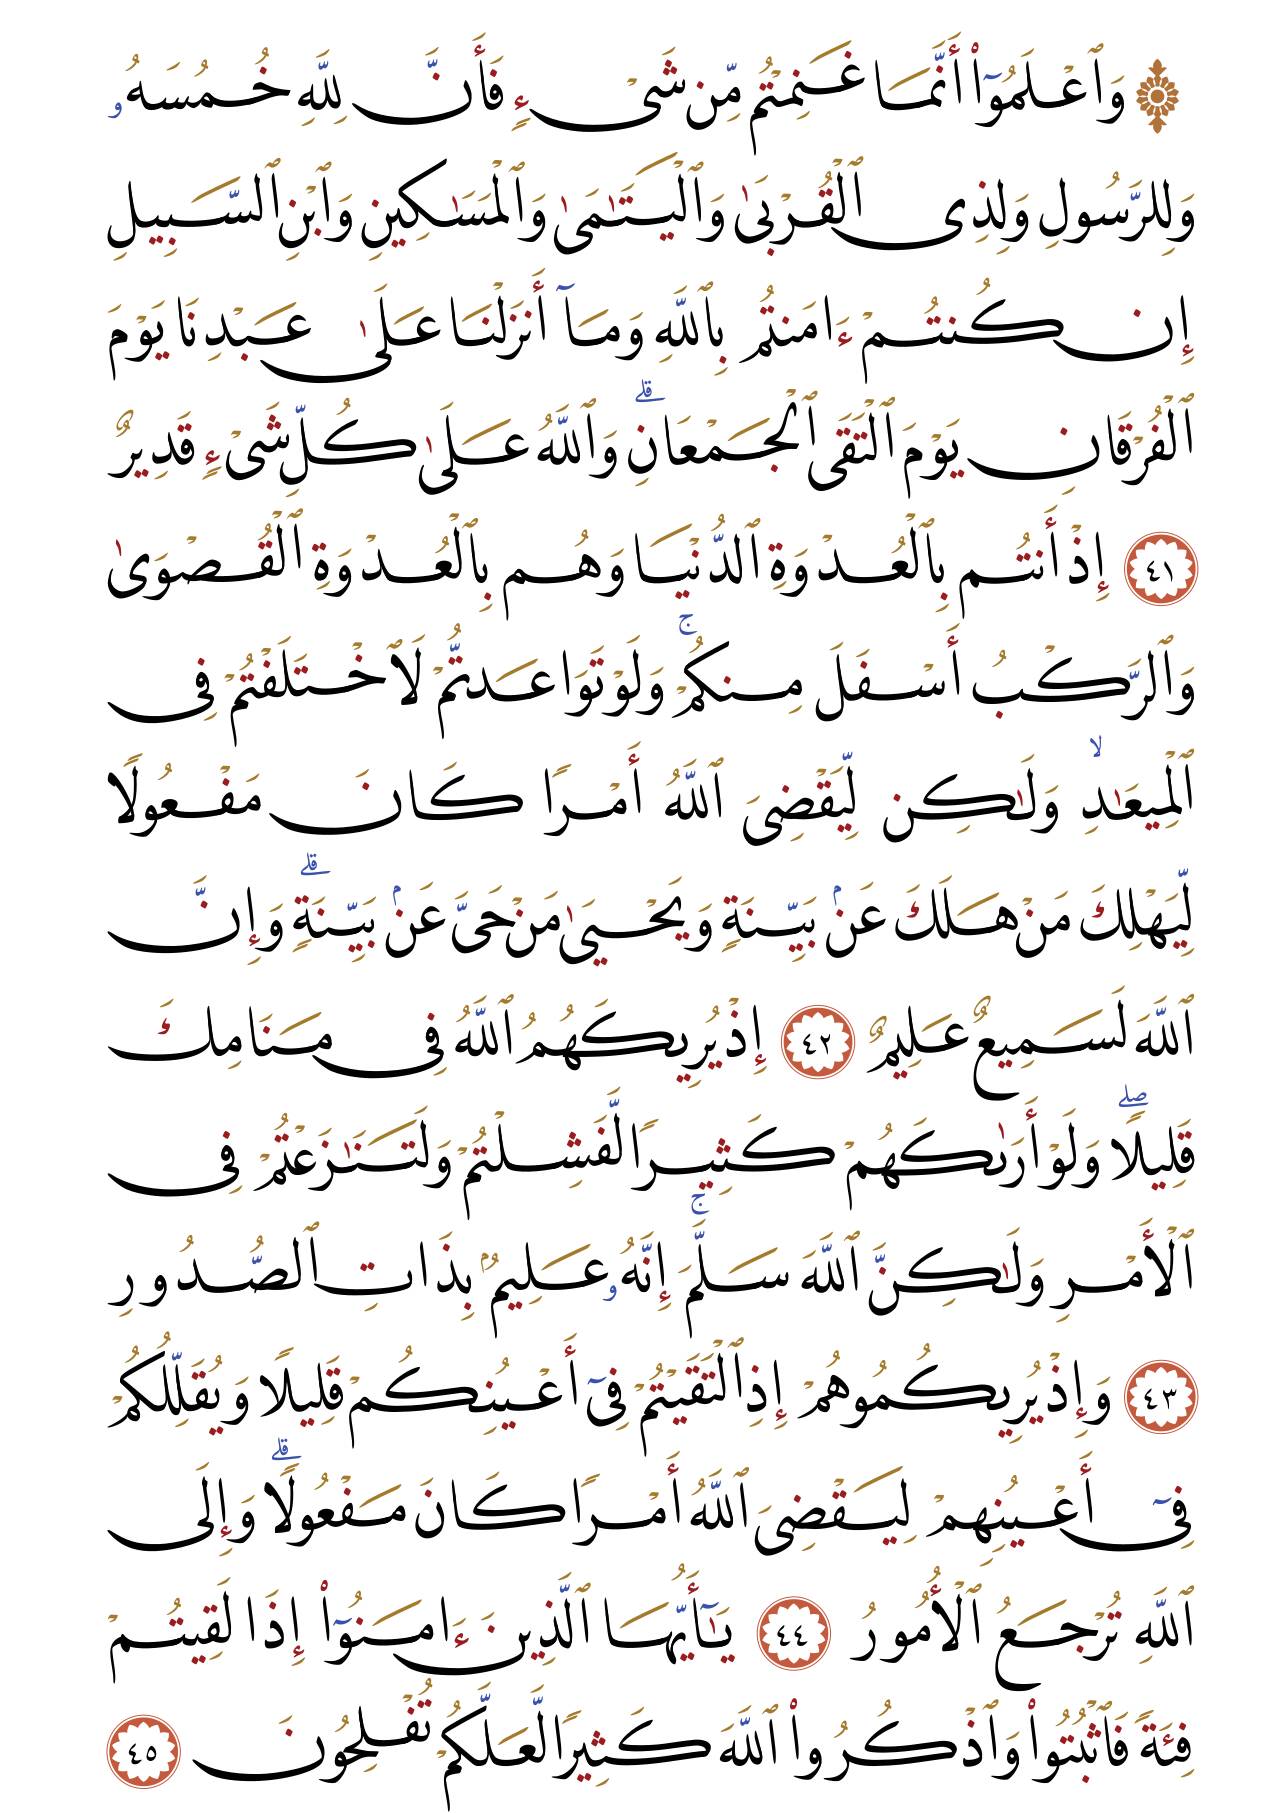 ۞ وَٱعْلَمُوٓا۟ أَنَّمَا غَنِمْتُم مِّن شَىْءٍ فَأَنَّ لِلَّهِ خُمُسَهُۥ
وَلِلرَّسُولِ وَلِذِى ٱلْقُرْبَىٰ وَٱلْيَتَـٰمَىٰ وَٱلْمَسَـٰكِينِ وَٱبْنِ ٱلسَّبِيلِ
إِن كُنتُمْ ءَامَنتُم بِٱللَّهِ وَمَآ أَنزَلْنَا عَلَىٰ عَبْدِنَا يَوْمَ
ٱلْفُرْقَانِ يَوْمَ ٱلْتَقَى ٱلْجَمْعَانِ ۗ وَٱللَّهُ عَلَىٰ كُلِّ شَىْءٍ قَدِيرٌ
٤١ إِذْ أَنتُم بِٱلْعُدْوَةِ ٱلدُّنْيَا وَهُم بِٱلْعُدْوَةِ ٱلْقُصْوَىٰ
وَٱلرَّكْبُ أَسْفَلَ مِنكُمْ ۚ وَلَوْ تَوَاعَدتُّمْ لَٱخْتَلَفْتُمْ فِى
ٱلْمِيعَـٰدِ ۙ وَلَـٰكِن لِّيَقْضِىَ ٱللَّهُ أَمْرًا كَانَ مَفْعُولًا
لِّيَهْلِكَ مَنْ هَلَكَ عَنۢ بَيِّنَةٍ وَيَحْيَىٰ مَنْ حَىَّ عَنۢ بَيِّنَةٍ ۗ وَإِنَّ
ٱللَّهَ لَسَمِيعٌ عَلِيمٌ ٤٢ إِذْ يُرِيكَهُمُ ٱللَّهُ فِى مَنَامِكَ
قَلِيلًا ۖ وَلَوْ أَرَىٰكَهُمْ كَثِيرًا لَّفَشِلْتُمْ وَلَتَنَـٰزَعْتُمْ فِى
ٱلْأَمْرِ وَلَـٰكِنَّ ٱللَّهَ سَلَّمَ ۚ إِنَّهُۥ عَلِيمٌۢ بِذَاتِ ٱلصُّدُورِ
٤٣ وَإِذْ يُرِيكُمُوهُمْ إِذِ ٱلْتَقَيْتُمْ فِىٓ أَعْيُنِكُمْ قَلِيلًا وَيُقَلِّلُكُمْ
فِىٓ أَعْيُنِهِمْ لِيَقْضِىَ ٱللَّهُ أَمْرًا كَانَ مَفْعُولًا ۗ وَإِلَى
ٱللَّهِ تُرْجَعُ ٱلْأُمُورُ ٤٤ يَـٰٓأَيُّهَا ٱلَّذِينَ ءَامَنُوٓا۟ إِذَا لَقِيتُمْ
فِئَةً فَٱثْبُتُوا۟ وَٱذْكُرُوا۟ ٱللَّهَ كَثِيرًا لَّعَلَّكُمْ تُفْلِحُونَ ٤٥